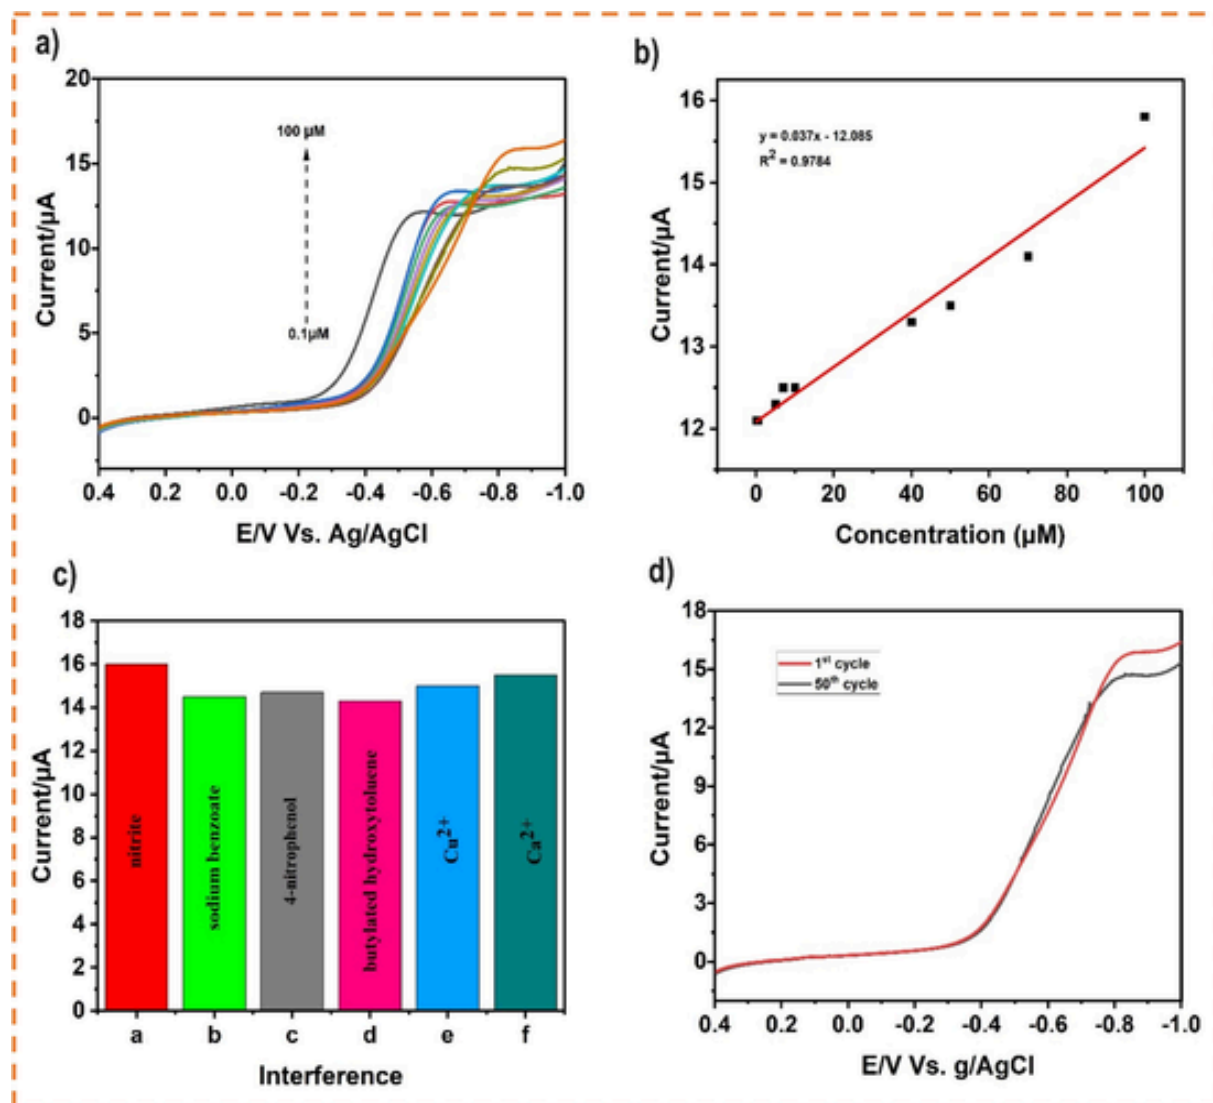 a)
20
15
10
5
0
0.4
0.2
0.0
-0.2
-0.4
-0.6
-0.8
-1.0
Current/µA
E/V Vs. Ag/AgCl
100 µM
0.1µM
b)
16
15
14
13
12
0
20
40
60
80
100
Current/µA
Concentration (µM)
y = 0.037x - 12.085
R² = 0.9784
c)
18
16
14
12
10
8
6
4
2
0
Current/µA
nitrite
sodium benzoate
4-nitrophenol
butylated hydroxytoluene
Cu²⁺
Ca²⁺
a
b
c
d
e
f
Interference
d)
18
15
12
9
6
3
0
0.4
0.2
0.0
-0.2
-0.4
-0.6
-0.8
-1.0
Current/µA
E/V Vs. g/AgCl
1ˢᵗ cycle
50ᵗʰ cycle